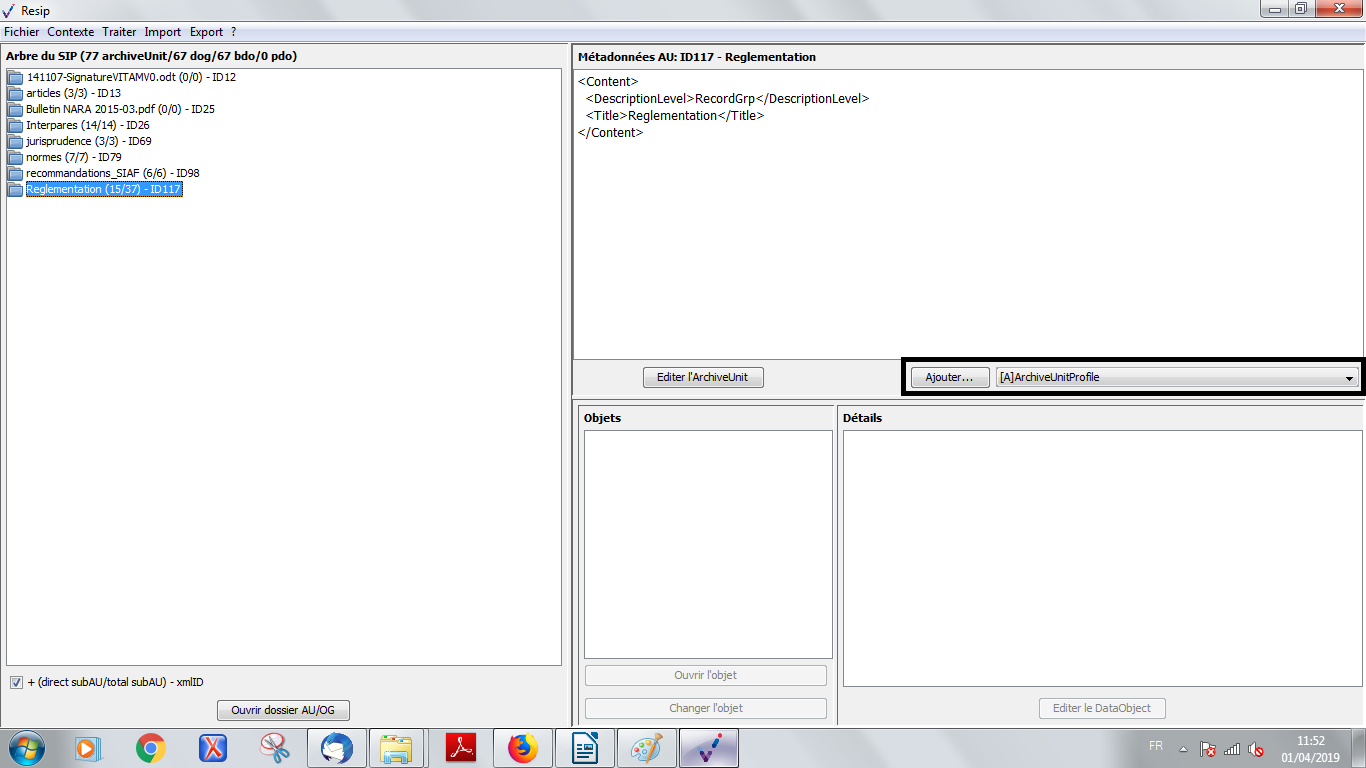 Resip
Fichier Contexte Traiter Import Export ?
Arbre du SIP (77 archiveUnit/67 dog/67 bdo/0 pdo)
141107-SignatureVITAMV0.odt (0/0) - ID12
articles (3/3) - ID13
Bulletin NARA 2015-03.pdf (0/0) - ID25
Interpares (14/14) - ID26
jurisprudence (3/3) - ID69
normes (7/7) - ID79
recommandations_SIAF (6/6) - ID98
Reglementation (15/37) - ID117
+ (direct subAU/total subAU) - xmlID
Ouvrir dossier AU/OG
Métadonnées AU: ID117 - Reglementation
<Content>
<DescriptionLevel>RecordGrp</DescriptionLevel>
<Title>Reglementation</Title>
</Content>
Editer l'ArchiveUnit
Ajouter...
[A]ArchiveUnitProfile
Objets
Ouvrir l'objet
Changer l'objet
Détails
Editer le DataObject
FR
11:52
01/04/2019